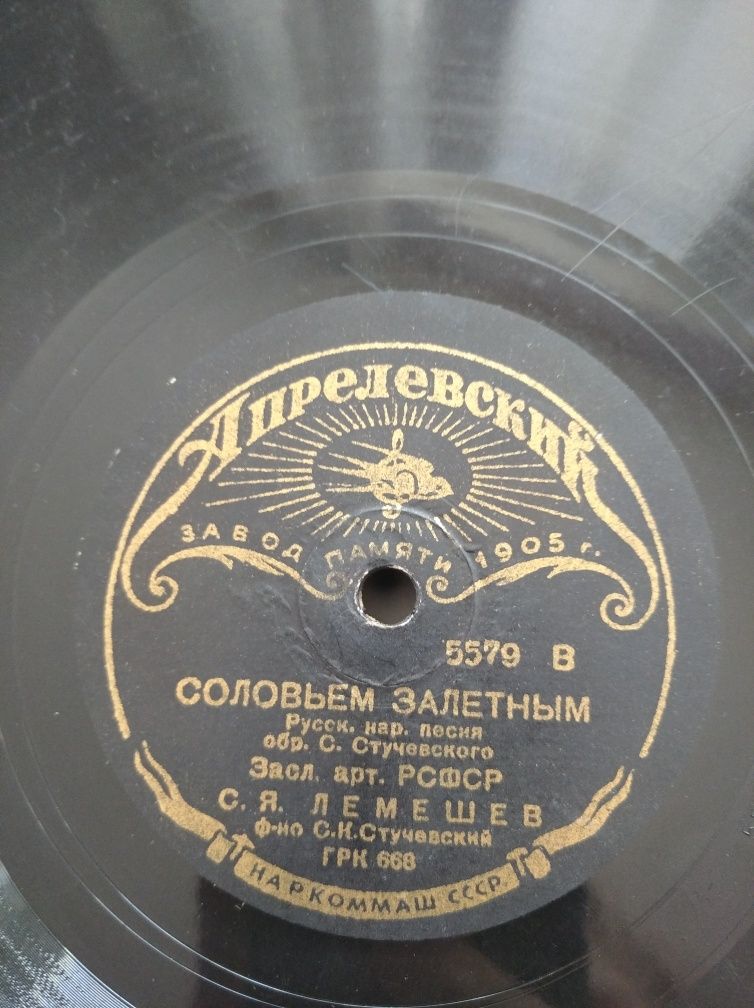 Апрелевский
ЗАВОД ПАМЯТИ 1905 г.
5579 В
СОЛОВЬЕМ ЗАЛЕТНЫМ
Русск. нар. песня
обр. С. Стучевского
Засл. арт. РСФСР
С. Я. ЛЕМЕШЕВ
ф-но С.К.Стучевский
ГРК 668
НАРКОММАШ СССР